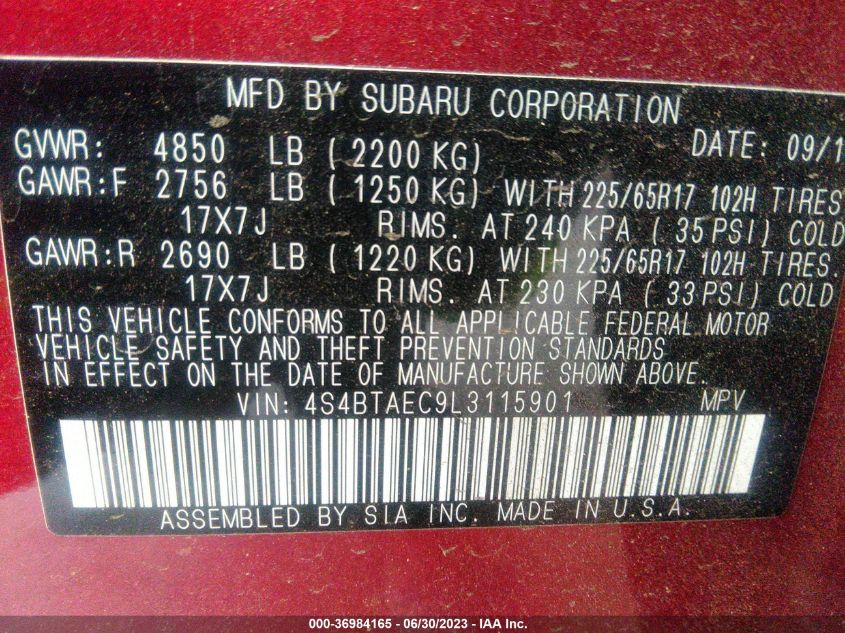 MFD BY SUBARU CORPORATION
GVWR: 4850 LB (2200 KG) DATE: 09/1
GAWR:F 2756 LB (1250 KG) WITH 225/65R17 102H TIRES
17X7J RIMS. AT 240 KPA (35 PSI) COLD
GAWR:R 2690 LB (1220 KG) WITH 225/65R17 102H TIRES.
17X7J RIMS. AT 230 KPA (33 PSI) COLD
THIS VEHICLE CONFORMS TO ALL APPLICABLE FEDERAL MOTOR
VEHICLE SAFETY AND THEFT PREVENTION STANDARDS
IN EFFECT ON THE DATE OF MANUFACTURE SHOWN ABOVE.
VIN: 4S4BTAEC9L3115901 MPV
ASSEMBLED BY SIA INC. MADE IN U.S.A.
000-36984165 - 06/30/2023 - IAA Inc.